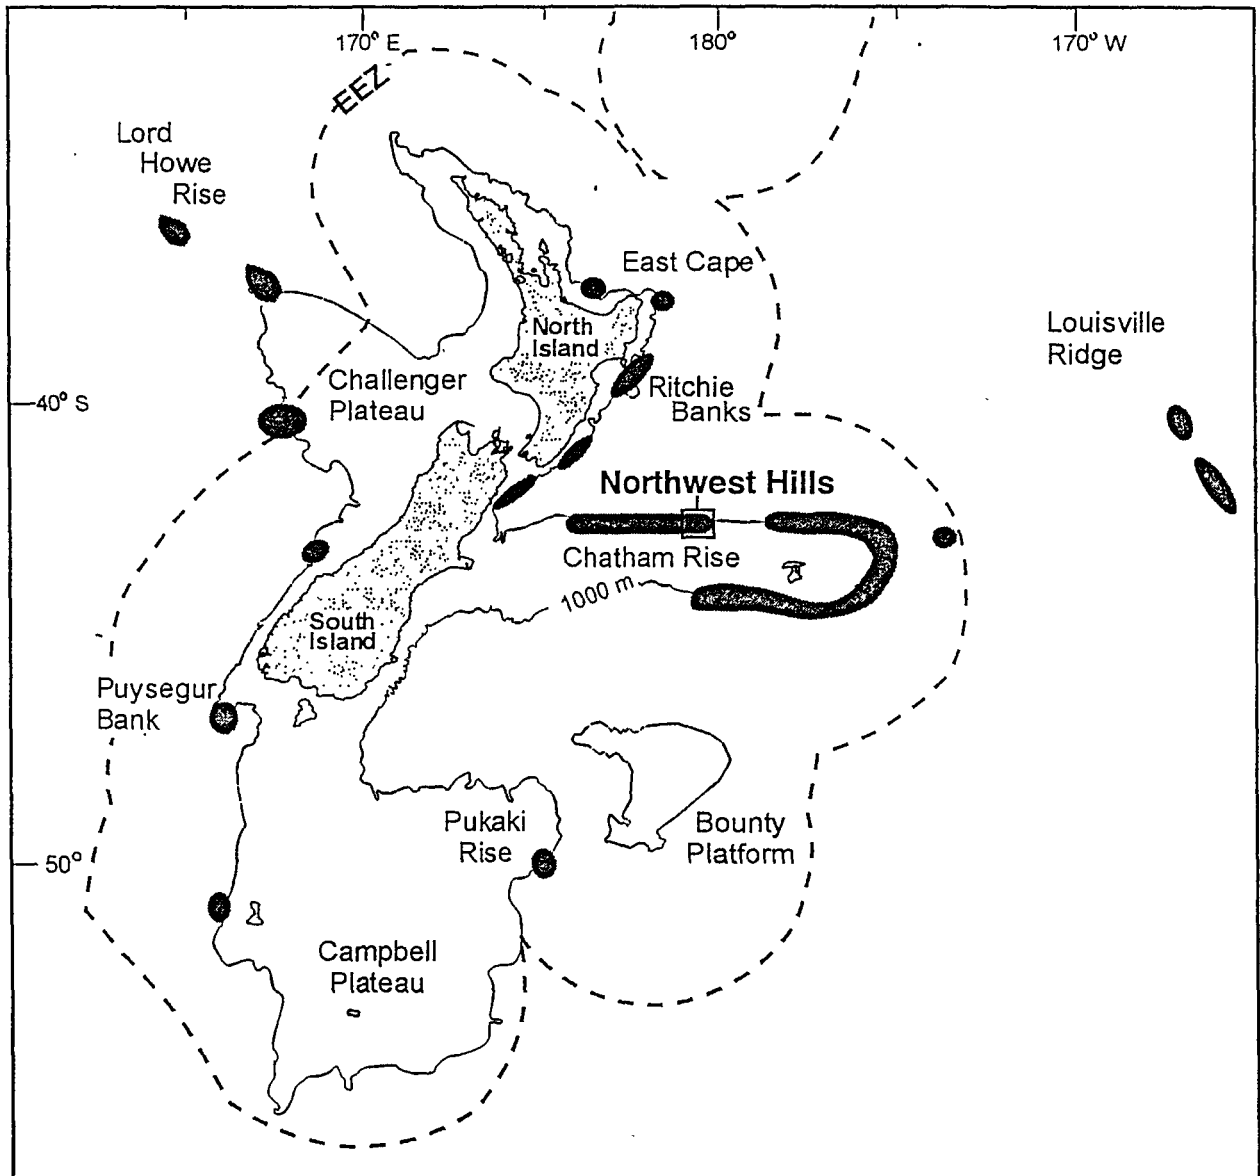 170° E
180°
170° W
EEZ
Lord
Howe
Rise
East Cape
North
Island
Louisville
Ridge
Challenger
Plateau
40° S
Ritchie
Banks
Northwest Hills
Chatham Rise
1000 m
South
Island
Puysegur
Bank
Pukaki
Rise
Bounty
Platform
50°
Campbell
Plateau